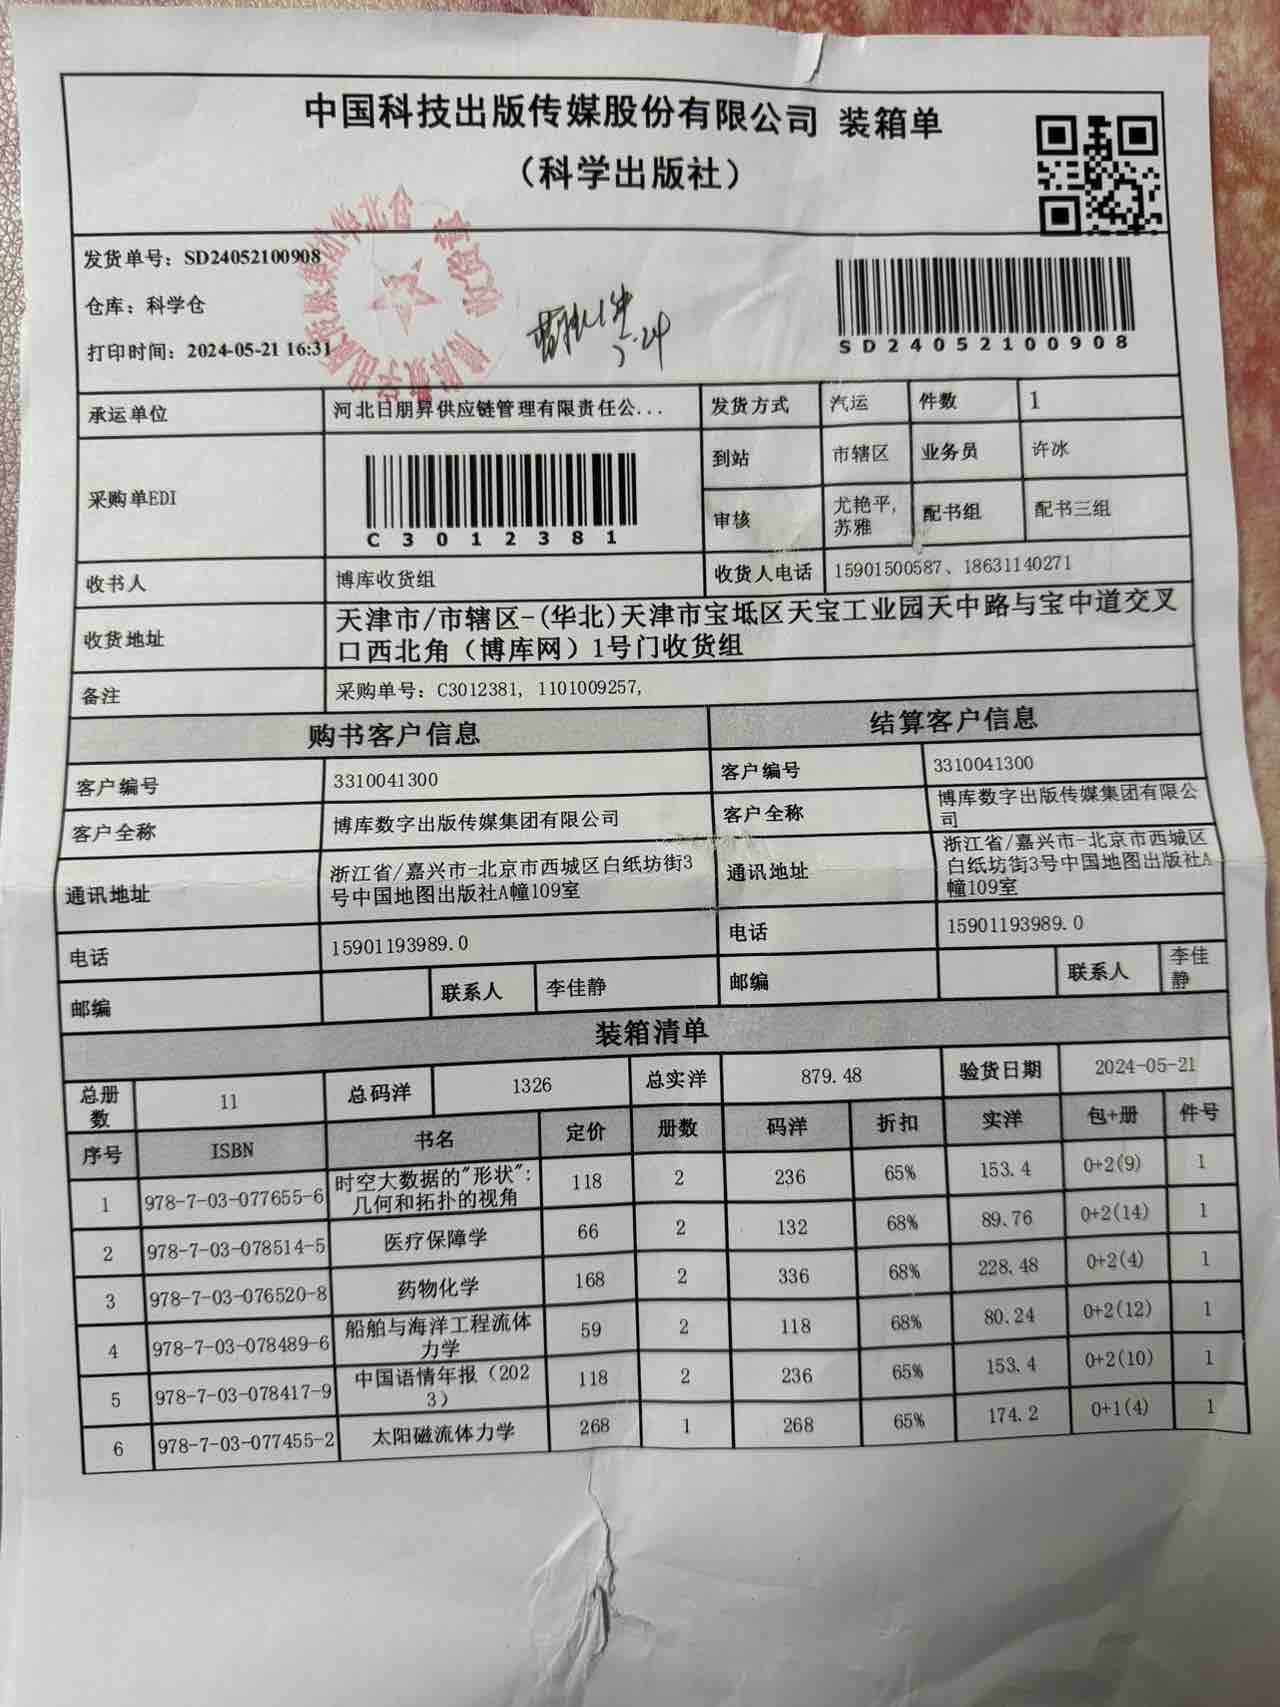 中国科技出版传媒股份有限公司 装箱单
（科学出版社）
发货单号：SD24052100908
仓库：科学仓
打印时间：2024-05-21 16:31
5.24
SD24052100908
承运单位 河北日朋昇供应链管理有限责任公... 发货方式 汽运 件数 1
采购单EDI C3012381 到站 市辖区 业务员 许冰
审核 尤艳平,苏雅 配书组 配书三组
收书人 博库收货组 收货人电话 15901500587、18631140271
收货地址 天津市/市辖区-(华北)天津市宝坻区天宝工业园天中路与宝中道交叉
口西北角（博库网）1号门收货组
备注 采购单号：C3012381, 1101009257,
购书客户信息 结算客户信息
客户编号 3310041300 客户编号 3310041300
客户全称 博库数字出版传媒集团有限公司 客户全称 博库数字出版传媒集团有限公司
通讯地址 浙江省/嘉兴市-北京市西城区白纸坊街3号中国地图出版社A幢109室 通讯地址 浙江省/嘉兴市-北京市西城区白纸坊街3号中国地图出版社A幢109室
电话 15901193989.0 电话 15901193989.0
邮编 联系人 李佳静 邮编 联系人 李佳静
装箱清单
总册数 11 总码洋 1326 总实洋 879.48 验货日期 2024-05-21
序号 ISBN 书名 定价 册数 码洋 折扣 实洋 包+册 件号
1 978-7-03-077655-6 时空大数据的"形状"：几何和拓扑的视角 118 2 236 65% 153.4 0+2(9) 1
2 978-7-03-078514-5 医疗保障学 66 2 132 68% 89.76 0+2(14) 1
3 978-7-03-076520-8 药物化学 168 2 336 68% 228.48 0+2(4) 1
4 978-7-03-078489-6 船舶与海洋工程流体力学 59 2 118 68% 80.24 0+2(12) 1
5 978-7-03-078417-9 中国语情年报（2023） 118 2 236 65% 153.4 0+2(10) 1
6 978-7-03-077455-2 太阳磁流体力学 268 1 268 65% 174.2 0+1(4) 1